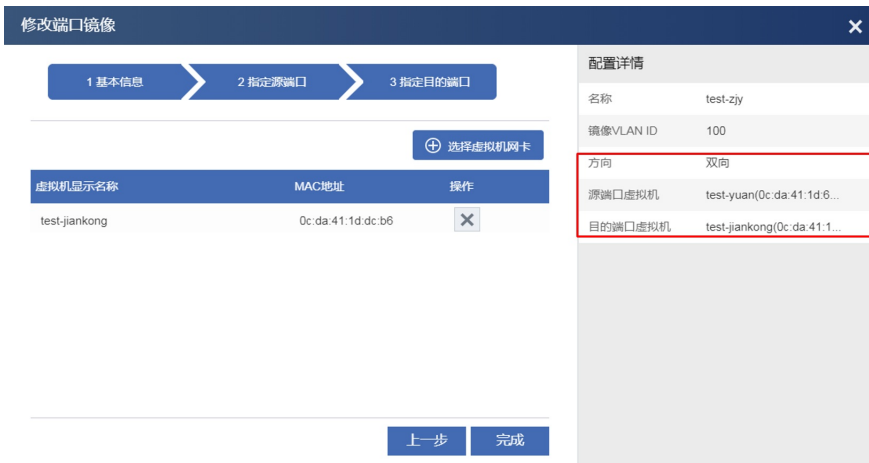 修改端口镜像
1 基本信息
2 指定源端口
3 指定目的端口
选择虚拟机网卡
虚拟机显示名称 MAC地址 操作
test-jiankong 0c:da:41:1d:dc:b6
上一步 完成
配置详情
名称 test-zjy
镜像VLAN ID 100
方向 双向
源端口虚拟机 test-yuan(0c:da:41:1d:6...
目的端口虚拟机 test-jiankong(0c:da:41:1...